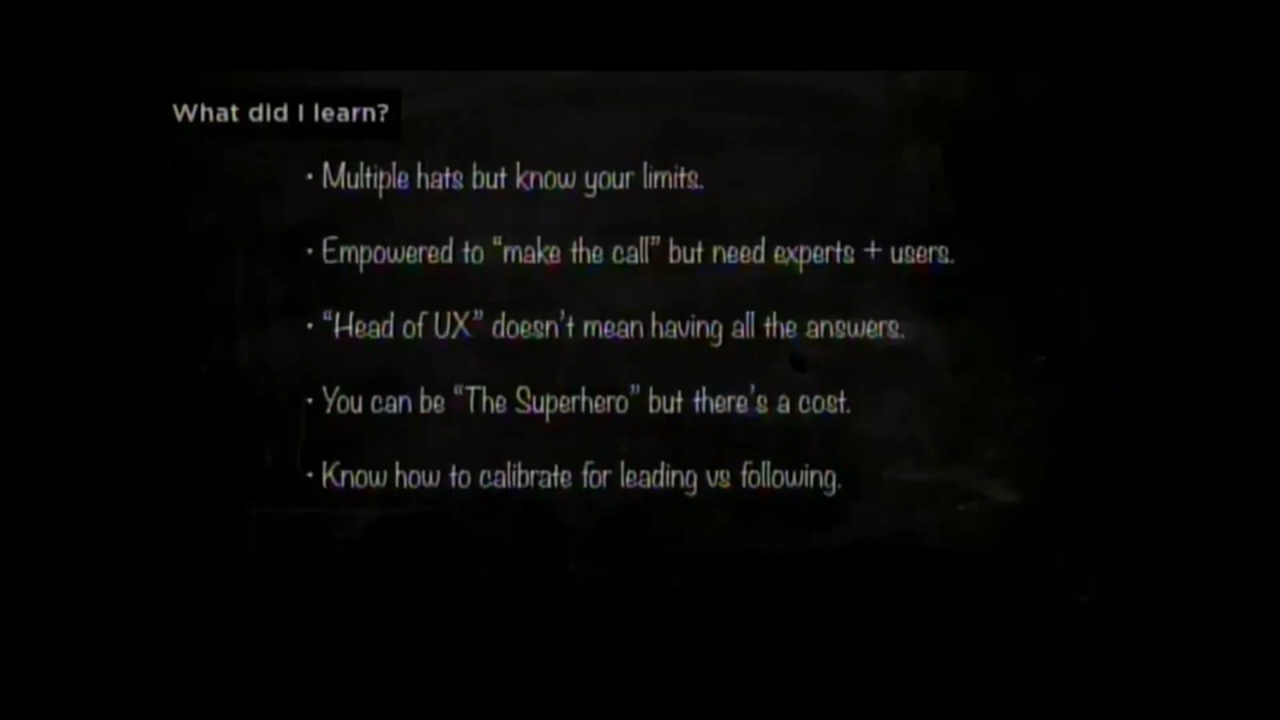 What did I learn?
• Multiple hats but know your limits.
• Empowered to “make the call” but need experts + users.
• “Head of UX” doesn’t mean having all the answers.
• You can be “The Superhero” but there’s a cost.
• Know how to calibrate for leading vs following.